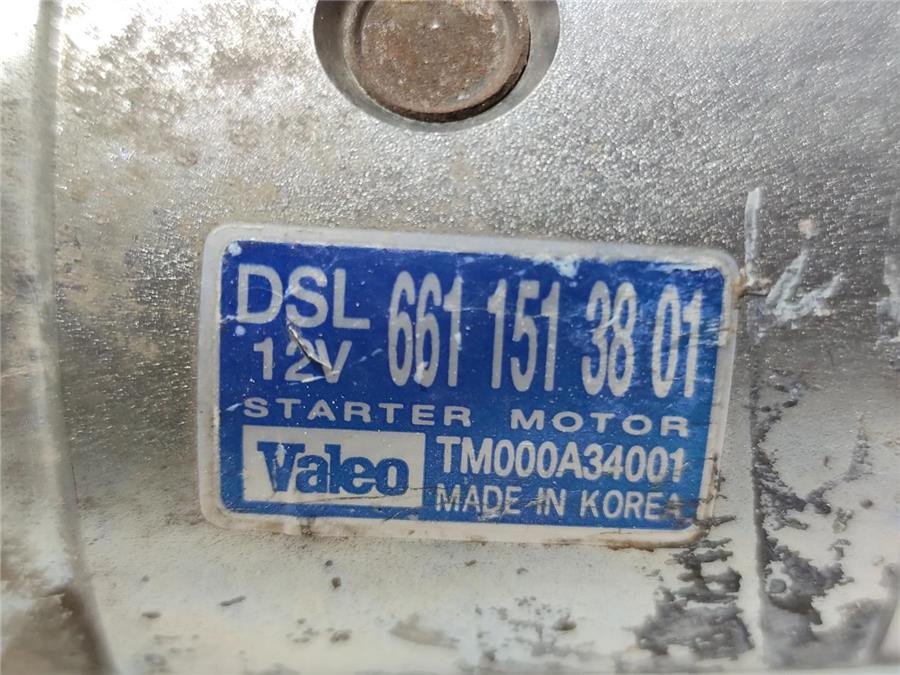 DSL 661 151 38 01
12V
STARTER MOTOR
Valeo TM000A34001
MADE IN KOREA